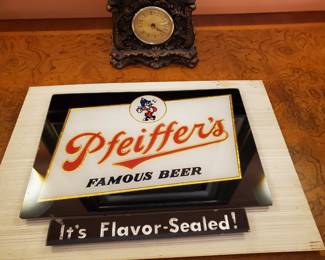 Pfeiffer's
FAMOUS BEER
It's Flavor-Sealed!